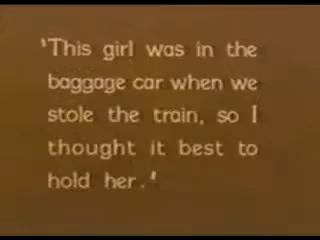 'This girl was in the
baggage car when we
stole the train, so I
thought it best to
hold her.'